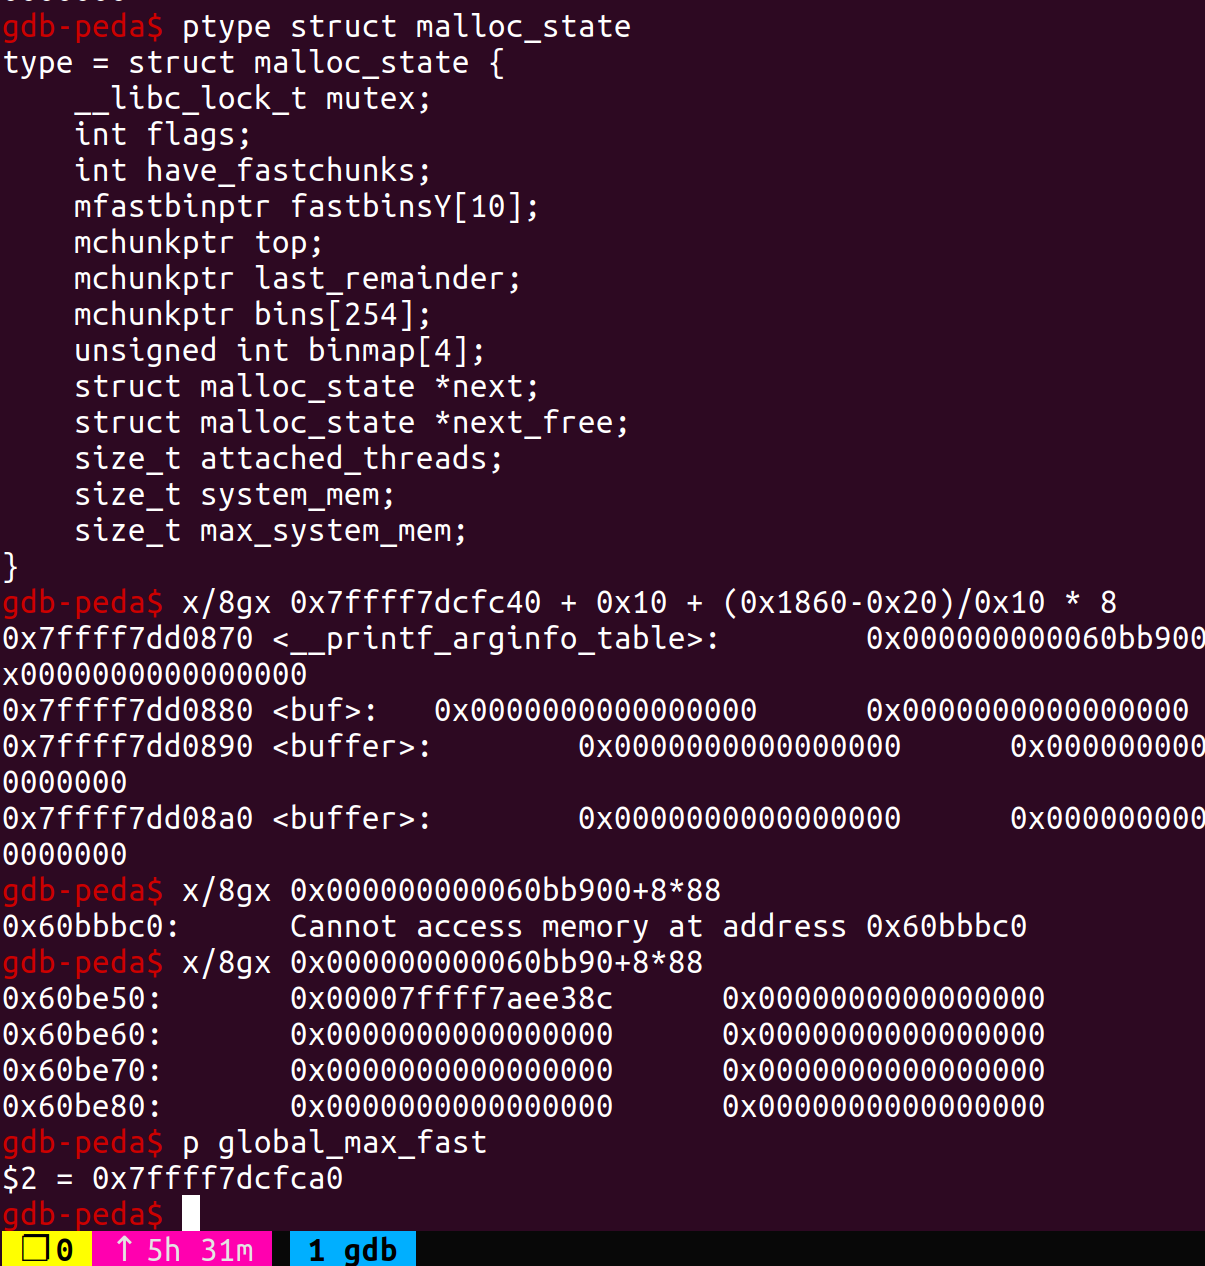 gdb-peda$ ptype struct malloc_state
type = struct malloc_state {
    __libc_lock_t mutex;
    int flags;
    int have_fastchunks;
    mfastbinptr fastbinsY[10];
    mchunkptr top;
    mchunkptr last_remainder;
    mchunkptr bins[254];
    unsigned int binmap[4];
    struct malloc_state *next;
    struct malloc_state *next_free;
    size_t attached_threads;
    size_t system_mem;
    size_t max_system_mem;
}
gdb-peda$ x/8gx 0x7ffff7dcfc40 + 0x10 + (0x1860-0x20)/0x10 * 8
0x7ffff7dd0870 <__printf_arginfo_table>:        0x000000000060bb900
x0000000000000000
0x7ffff7dd0880 <buf>:   0x0000000000000000      0x0000000000000000
0x7ffff7dd0890 <buffer>:        0x0000000000000000      0x000000000
0000000
0x7ffff7dd08a0 <buffer>:        0x0000000000000000      0x000000000
0000000
gdb-peda$ x/8gx 0x000000000060bb900+8*88
0x60bbbc0:      Cannot access memory at address 0x60bbbc0
gdb-peda$ x/8gx 0x000000000060bb90+8*88
0x60be50:       0x00007ffff7aee38c      0x0000000000000000
0x60be60:       0x0000000000000000      0x0000000000000000
0x60be70:       0x0000000000000000      0x0000000000000000
0x60be80:       0x0000000000000000      0x0000000000000000
gdb-peda$ p global_max_fast
$2 = 0x7ffff7dcfca0
gdb-peda$
❐ 0  ↑ 5h 31m  1 gdb